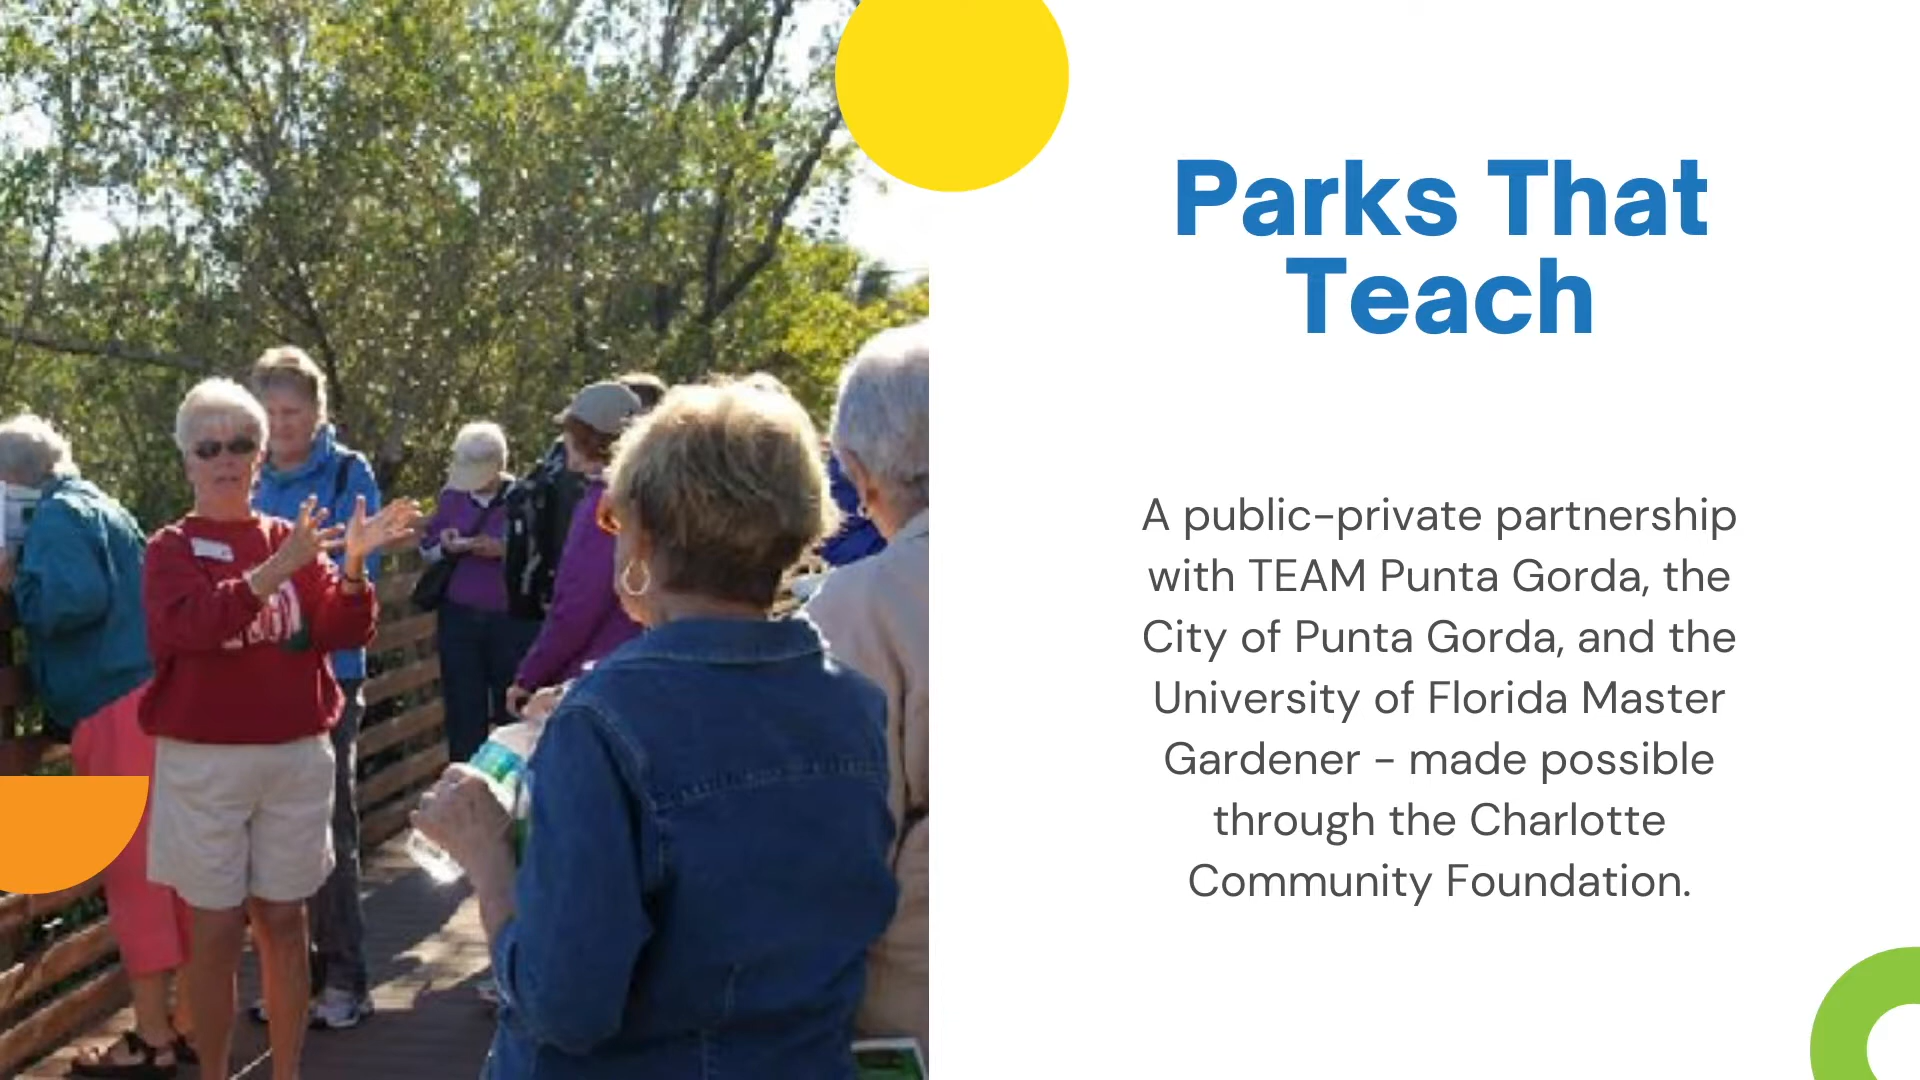 Parks That
Teach
A public-private partnership
with TEAM Punta Gorda, the
City of Punta Gorda, and the
University of Florida Master
Gardener - made possible
through the Charlotte
Community Foundation.